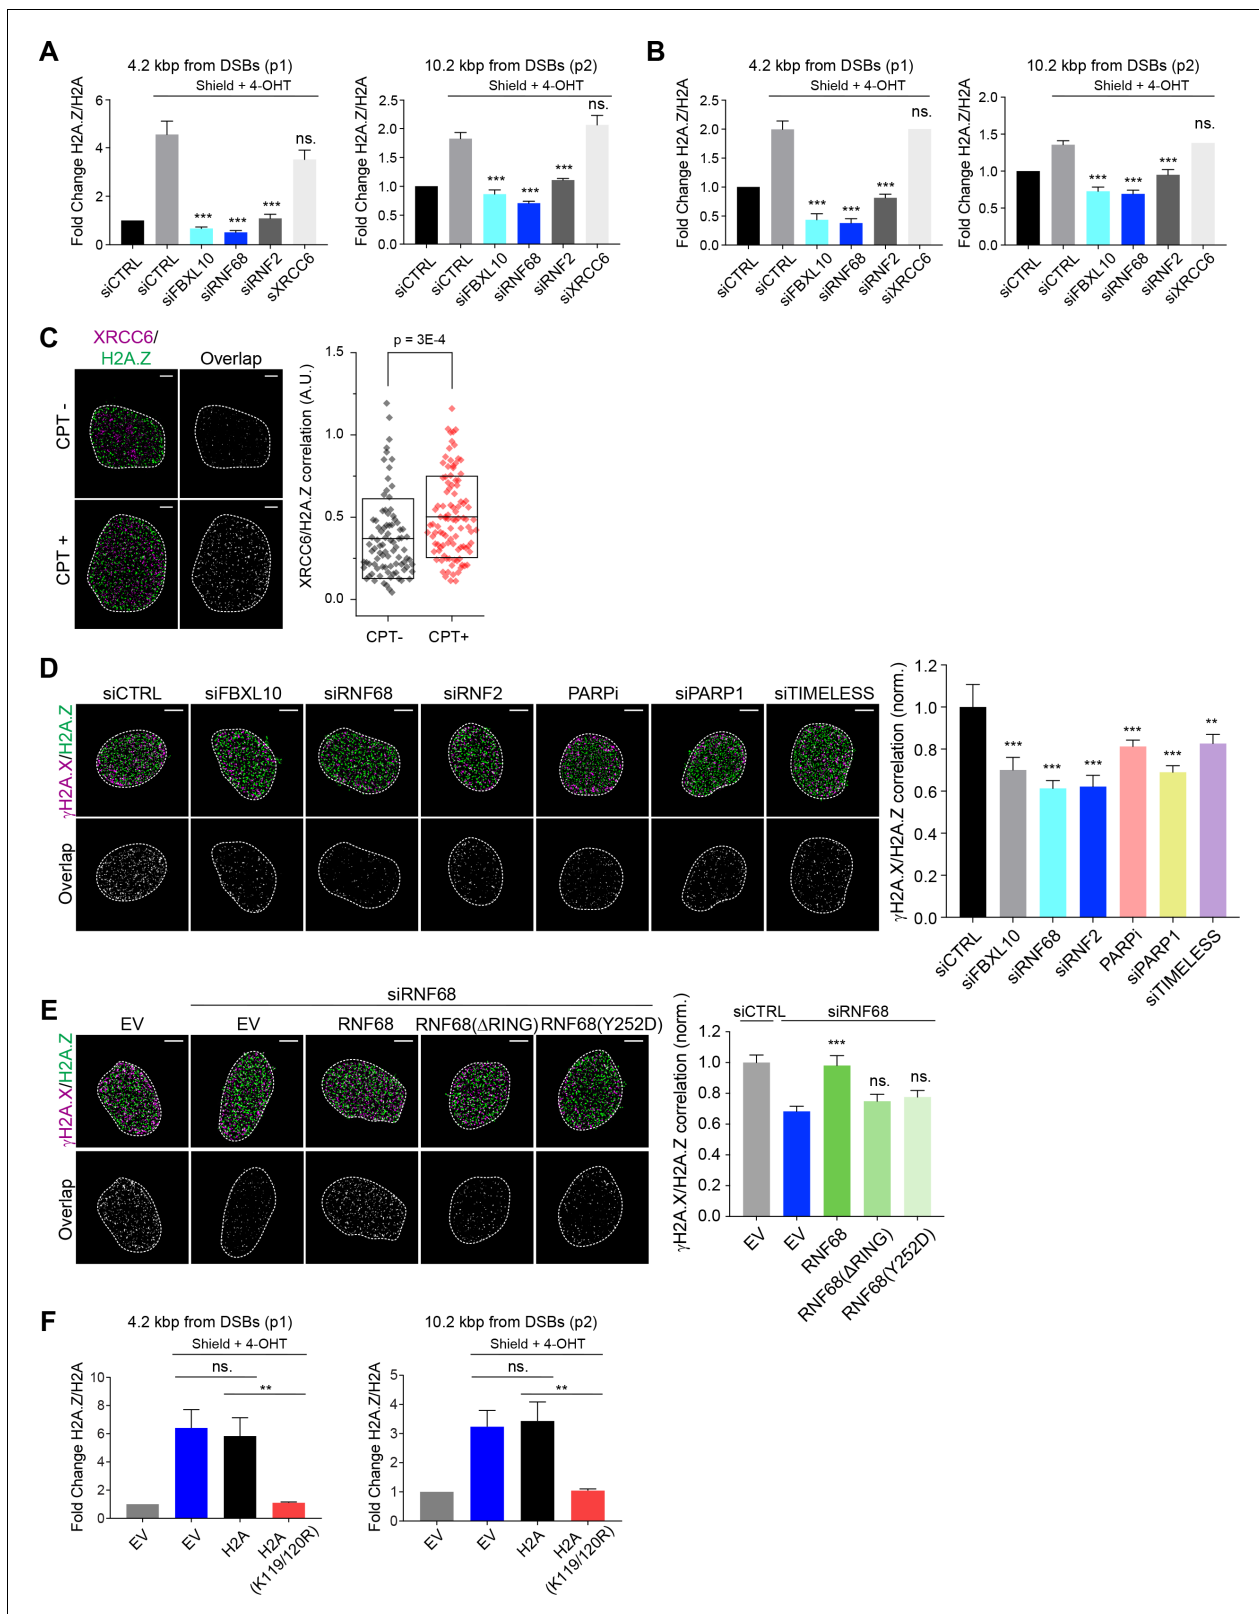 A
4.2 kbp from DSBs (p1)
Shield + 4-OHT
Fold Change H2A.Z/H2A
6
4
2
0
***
***
***
ns.
siCTRL
siCTRL
siFBXL10
siRNF68
siRNF2
sXRCC6
10.2 kbp from DSBs (p2)
Shield + 4-OHT
Fold Change H2A.Z/H2A
2.5
2.0
1.5
1.0
0.5
0.0
***
***
***
ns.
siCTRL
siCTRL
siFBXL10
siRNF68
siRNF2
siXRCC6
B
4.2 kbp from DSBs (p1)
Shield + 4-OHT
Fold Change H2A.Z/H2A
2.5
2.0
1.5
1.0
0.5
0.0
***
***
***
ns.
siCTRL
siCTRL
siFBXL10
siRNF68
siRNF2
siXRCC6
10.2 kbp from DSBs (p2)
Shield + 4-OHT
Fold Change H2A.Z/H2A
2.0
1.5
1.0
0.5
0.0
***
***
***
ns.
siCTRL
siCTRL
siFBXL10
siRNF68
siRNF2
siXRCC6
C
XRCC6/
H2A.Z
Overlap
CPT -
CPT +
XRCC6/H2A.Z correlation (A.U.)
p = 3E-4
1.5
1.0
0.5
0.0
CPT-
CPT+
D
siCTRL
siFBXL10
siRNF68
siRNF2
PARPi
siPARP1
siTIMELESS
γH2A.X/H2A.Z
Overlap
γH2A.X/H2A.Z correlation (norm.)
1.2
1.0
0.8
0.6
0.4
0.2
0.0
***
***
***
***
***
**
siCTRL
siFBXL10
siRNF68
siRNF2
PARPi
siPARP1
siTIMELESS
E
siRNF68
EV
EV
RNF68
RNF68(ΔRING)
RNF68(Y252D)
γH2A.X/H2A.Z
Overlap
γH2A.X/H2A.Z correlation (norm.)
siCTRL
siRNF68
1.2
1.0
0.8
0.6
0.4
0.2
0.0
***
ns.
ns.
EV
EV
RNF68
RNF68(ΔRING)
RNF68(Y252D)
F
4.2 kbp from DSBs (p1)
Shield + 4-OHT
ns.
**
Fold Change H2A.Z/H2A
10
8
6
4
2
0
EV
EV
H2A
H2A
(K119/120R)
10.2 kbp from DSBs (p2)
Shield + 4-OHT
ns.
**
Fold Change H2A.Z/H2A
5
4
3
2
1
0
EV
EV
H2A
H2A
(K119/120R)